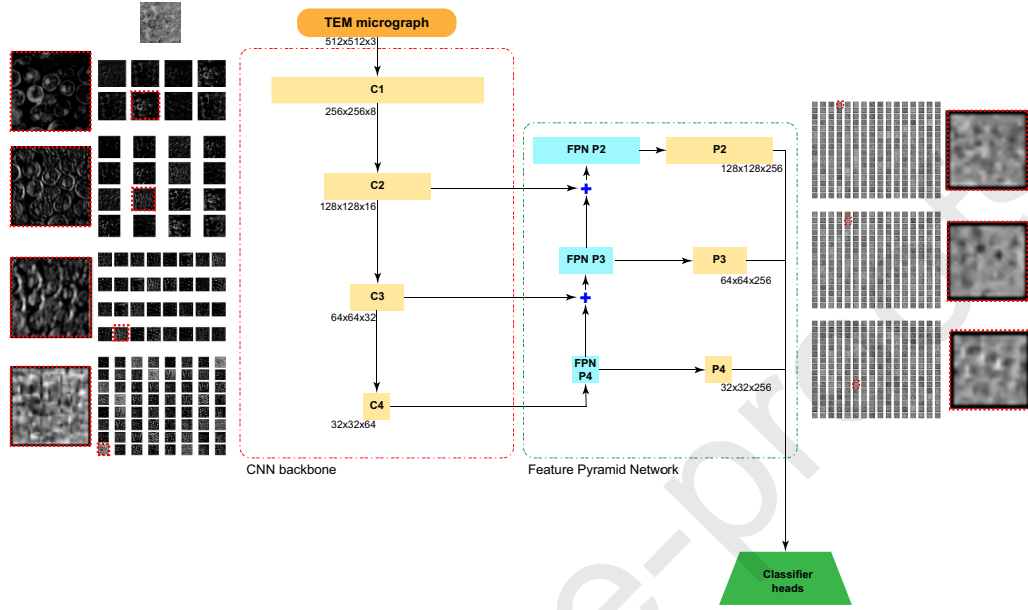 TEM micrograph
512x512x3
C1
256x256x8
C2
128x128x16
C3
64x64x32
C4
32x32x64
CNN backbone
FPN P2
P2
128x128x256
FPN P3
P3
64x64x256
FPN
P4
P4
32x32x256
Feature Pyramid Network
Classifier
heads